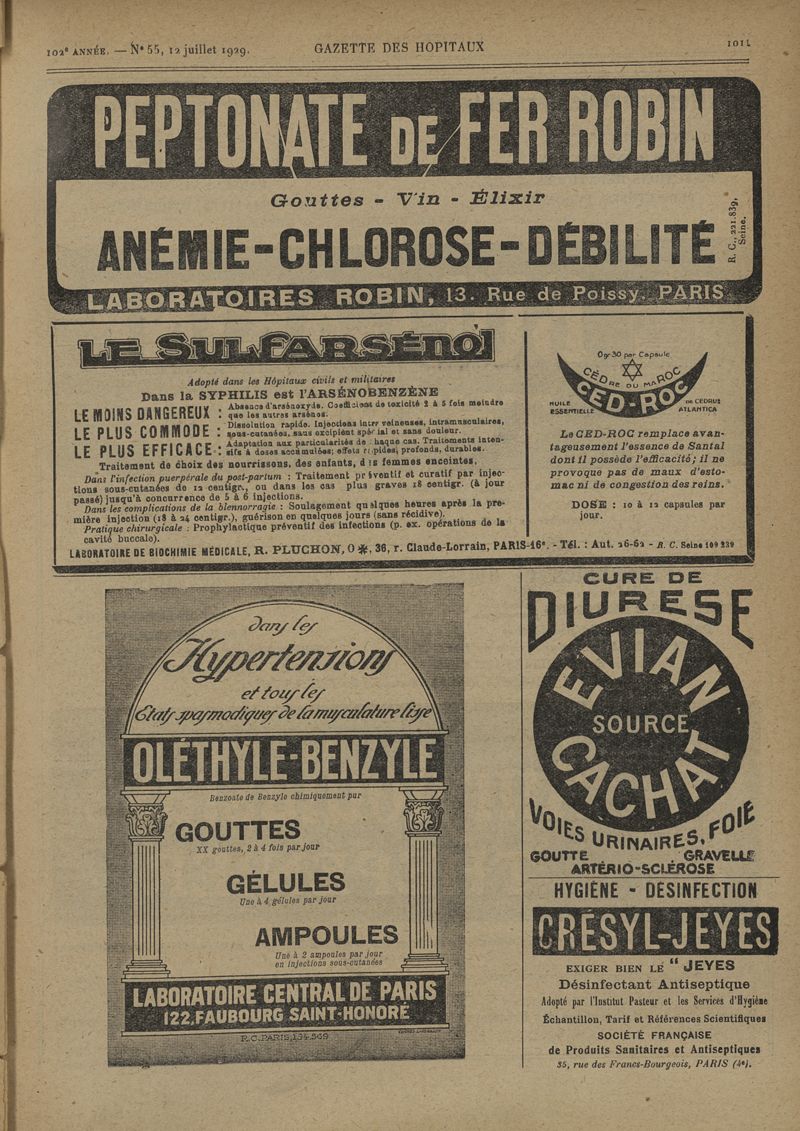 102e ANNÉE. — N° 55, 12 juillet 1929. GAZETTE DES HOPITAUX 1011
PEPTONATE DE FER ROBIN
Gouttes - Vin - Élixir
ANÉMIE-CHLOROSE-DÉBILITÉ
R. C., 221.839,
Seine.
LABORATOIRES ROBIN, 13. Rue de Poissy, PARIS
LE SULFARSÉNOL
Adopté dans les Hôpitaux civils et militaires
Dans la SYPHILIS est l'ARSÉNOBENZÈNE
LE MOINS DANGEREUX : Absence d'arsénoxyde. Coefficient de toxicité 2 à 5 fois moindre
que les autres arsénos.
LE PLUS COMMODE : Dissolution rapide. Injections intra veineuses, intramusculaires,
sous-cutanées, sans excipient spécial et sans douleur.
LE PLUS EFFICACE : Adaptation aux particularités de chaque cas. Traitements inten-
sifs à doses accumulées; effets rapides, profonds, durables.
Traitement de choix des nourrissons, des enfants, des femmes enceintes.
Dans l'infection puerpérale du post-partum : Traitement préventif et curatif par injec-
tions sous-cutanées de 12 centigr., ou dans les cas plus graves 18 centigr. (à jour
passé) jusqu'à concurrence de 5 à 6 injections.
Dans les complications de la blennorragie : Soulagement quelques heures après la pre-
mière injection (18 à 24 centigr.), guérison en quelques jours (sans récidive).
Pratique chirurgicale : Prophylactique préventif des infections (p. ex. opérations de la
cavité buccale).
LABORATOIRE DE BIOCHIMIE MÉDICALE, R. PLUCHON, O ✻, 36, r. Claude-Lorrain, PARIS-16e. - Tél. : Aut. 26-62 - R. C. Seine 109 239
0gr30 par Capsule
CÈDRE DU MAROC
CED-ROC
HUILE
ESSENTIELLE
DE CEDRUS
ATLANTICA
Le CED-ROC remplace avan-
tageusement l'essence de Santal
dont il possède l'efficacité; il ne
provoque pas de maux d'esto-
mac ni de congestion des reins.
DOSE : 10 à 12 capsules par
jour.
dans les
Hypertensions
et tous les
États spasmodiques de la musculature lisse
OLÉTHYLE-BENZYLE
Benzoate de Benzyle chimiquement pur
GOUTTES
XX gouttes, 2 à 4 fois par jour
GÉLULES
Une à 4 gélules par jour
AMPOULES
Une à 2 ampoules par jour
en injections sous-cutanées
LABORATOIRE CENTRAL DE PARIS
122, FAUBOURG SAINT-HONORÉ
R.C. PARIS, 154.569
CURE DE
DIURESE
EVIAN
SOURCE
CACHAT
VOIES URINAIRES, FOIE
GOUTTE GRAVELLE
ARTÉRIO-SCLÉROSE
HYGIÈNE - DÉSINFECTION
CRÉSYL-JEYES
EXIGER BIEN LE " JEYES
Désinfectant Antiseptique
Adopté par l'Institut Pasteur et les Services d'Hygiène
Échantillon, Tarif et Références Scientifiques
SOCIÉTÉ FRANÇAISE
de Produits Sanitaires et Antiseptiques
35, rue des Francs-Bourgeois, PARIS (4e).